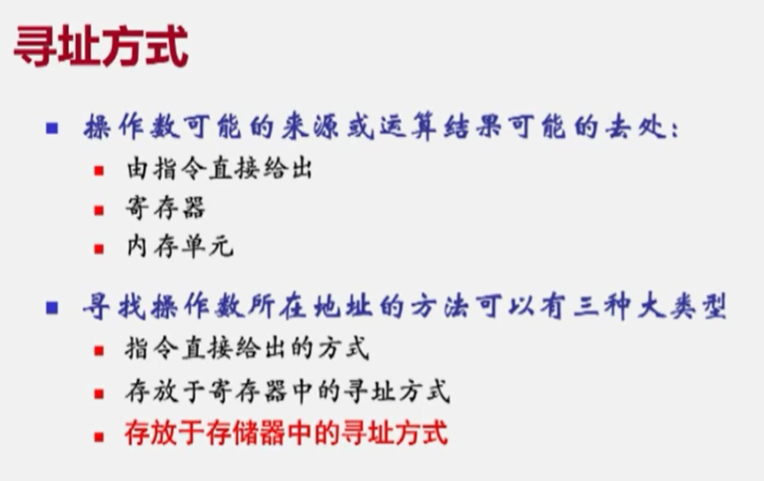 寻址方式
操作数可能的来源或运算结果可能的去处:
由指令直接给出
寄存器
内存单元
寻找操作数所在地址的方法可以有三种大类型
指令直接给出的方式
存放于寄存器中的寻址方式
存放于存储器中的寻址方式